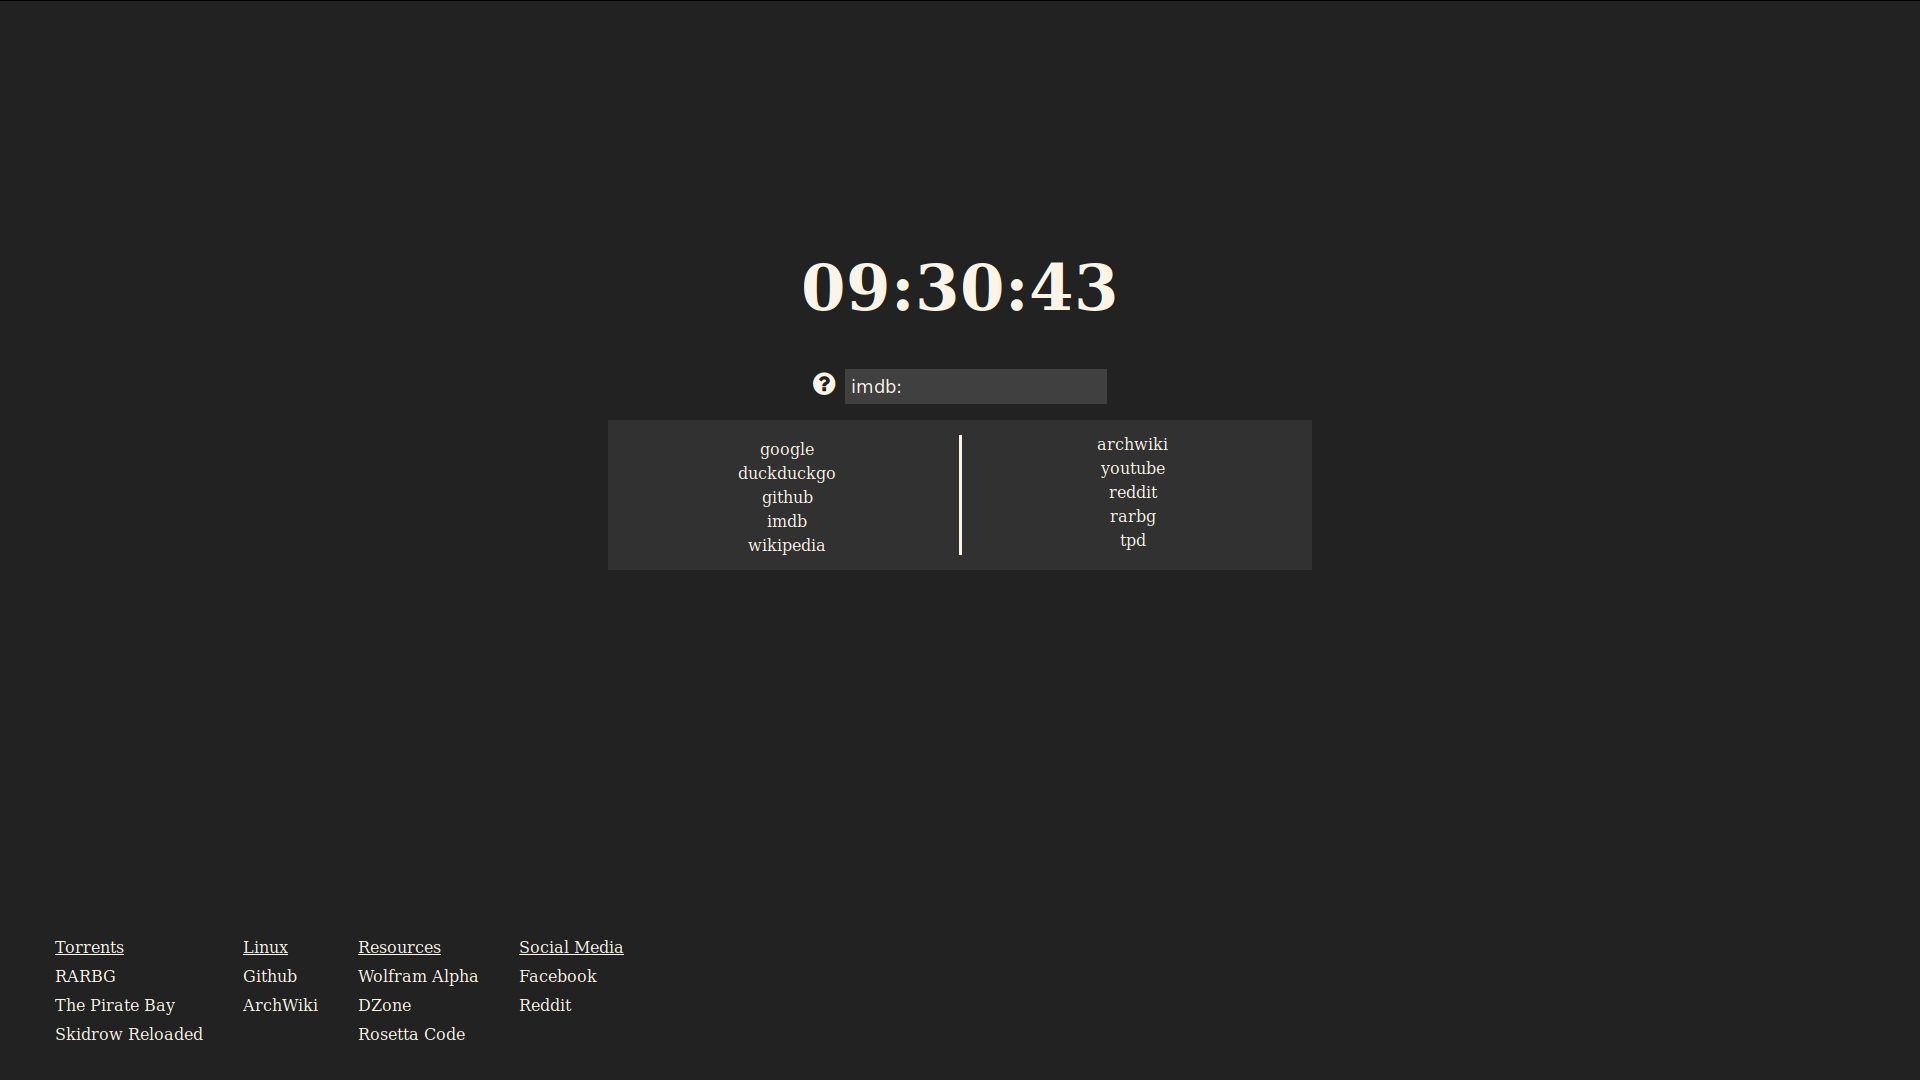 09:30:43
?
imdb:
google
duckduckgo
github
imdb
wikipedia
archwiki
youtube
reddit
rarbg
tpd
Torrents
RARBG
The Pirate Bay
Skidrow Reloaded
Linux
Github
ArchWiki
Resources
Wolfram Alpha
DZone
Rosetta Code
Social Media
Facebook
Reddit